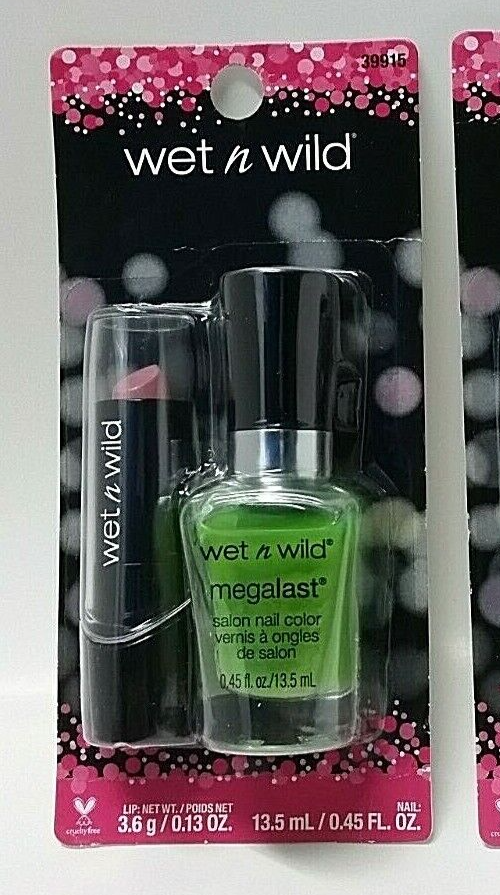 39915
wet n wild®
wet n wild
wet n wild®
megalast®
salon nail color
vernis à ongles
de salon
0.45 fl. oz./13.5 mL
crueltyfree
LIP: NET WT. / POIDS NET
3.6 g / 0.13 OZ.
NAIL:
13.5 mL / 0.45 FL. OZ.